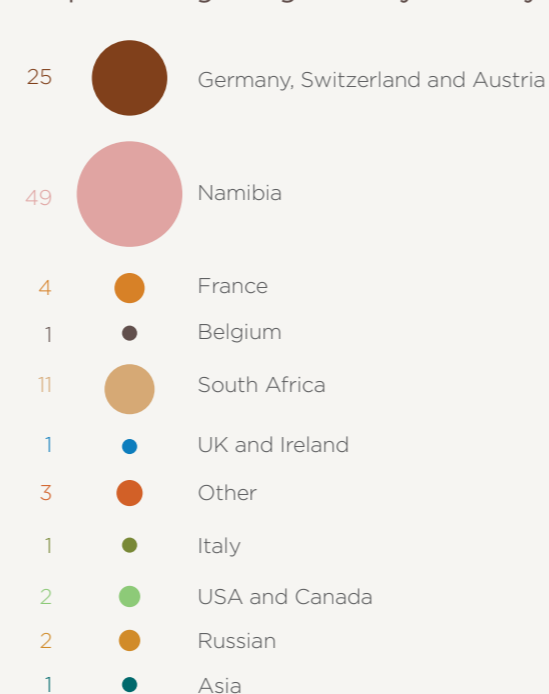 25 Germany, Switzerland and Austria
49 Namibia
4 France
1 Belgium
11 South Africa
1 UK and Ireland
3 Other
1 Italy
2 USA and Canada
2 Russian
1 Asia